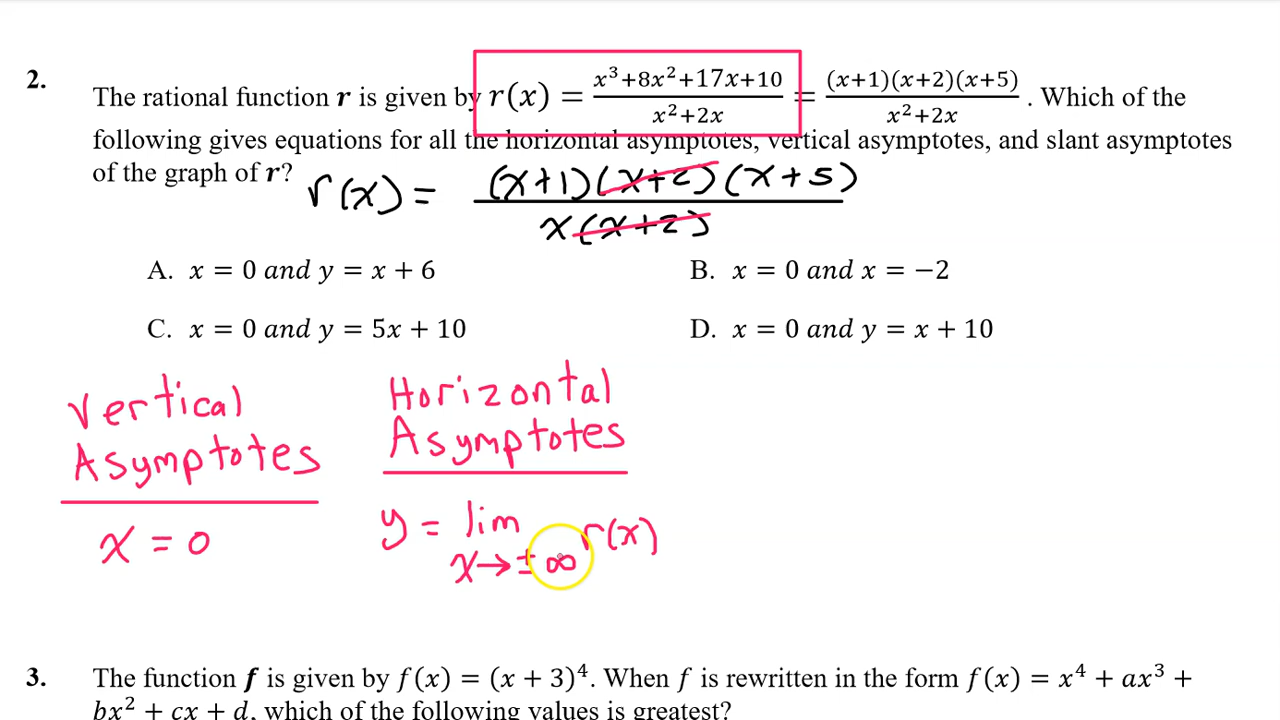 2. The rational function r is given by r(x) = (x³+8x²+17x+10)/(x²+2x) = ((x+1)(x+2)(x+5))/(x²+2x) . Which of the
following gives equations for all the horizontal asymptotes, vertical asymptotes, and slant asymptotes
of the graph of r?
r(x) = ((x+1)(x+2)(x+5))/(x(x+2))
A. x = 0 and y = x + 6
B. x = 0 and x = −2
C. x = 0 and y = 5x + 10
D. x = 0 and y = x + 10
Vertical
Asymptotes
x = 0
Horizontal
Asymptotes
y = lim r(x)
x→±∞
3. The function f is given by f(x) = (x + 3)⁴. When f is rewritten in the form f(x) = x⁴ + ax³ +
bx² + cx + d, which of the following values is greatest?